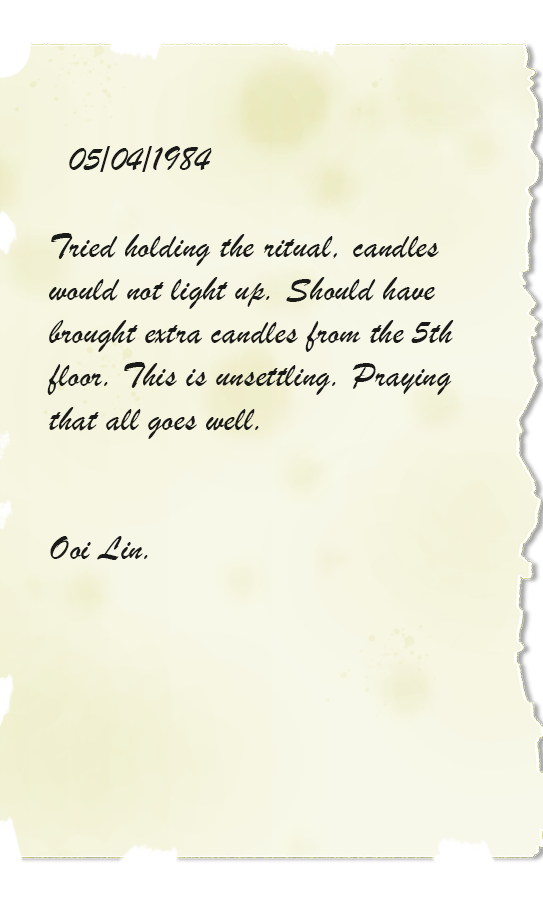 05/04/1984
Tried holding the ritual, candles
would not light up. Should have
brought extra candles from the 5th
floor. This is unsettling. Praying
that all goes well.
Ooi Lin.